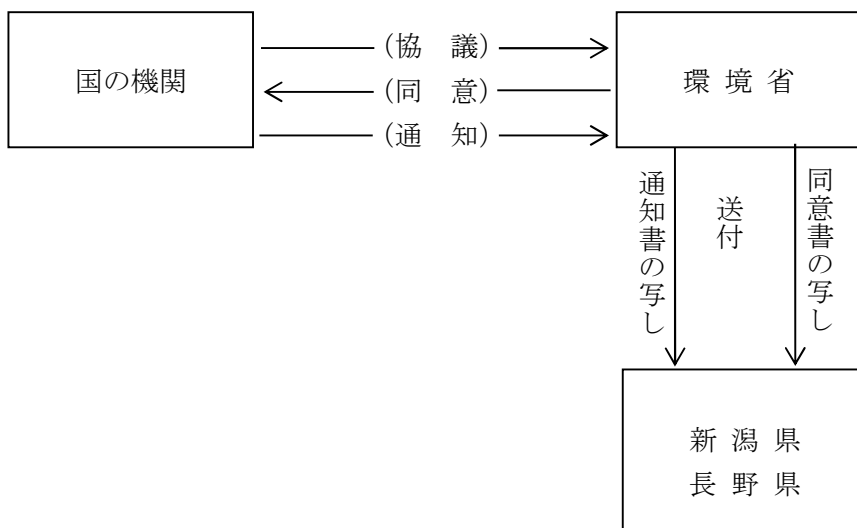 国の機関
(協　議)
(同　意)
(通　知)
環 境 省
通知書の写し
送付
同意書の写し
新 潟 県
長 野 県